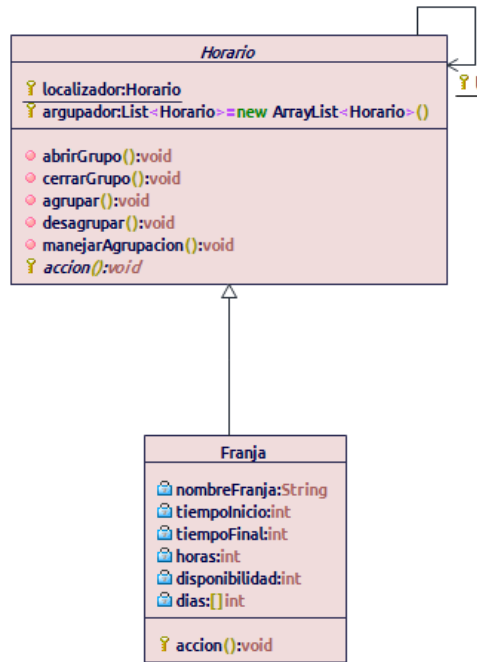 Horario
localizador:Horario
argupador:List<Horario>=new ArrayList<Horario>()
abrirGrupo():void
cerrarGrupo():void
agrupar():void
desagrupar():void
manejarAgrupacion():void
accion():void
Franja
nombreFranja:String
tiempoInicio:int
tiempoFinal:int
horas:int
disponibilidad:int
dias:[]int
accion():void